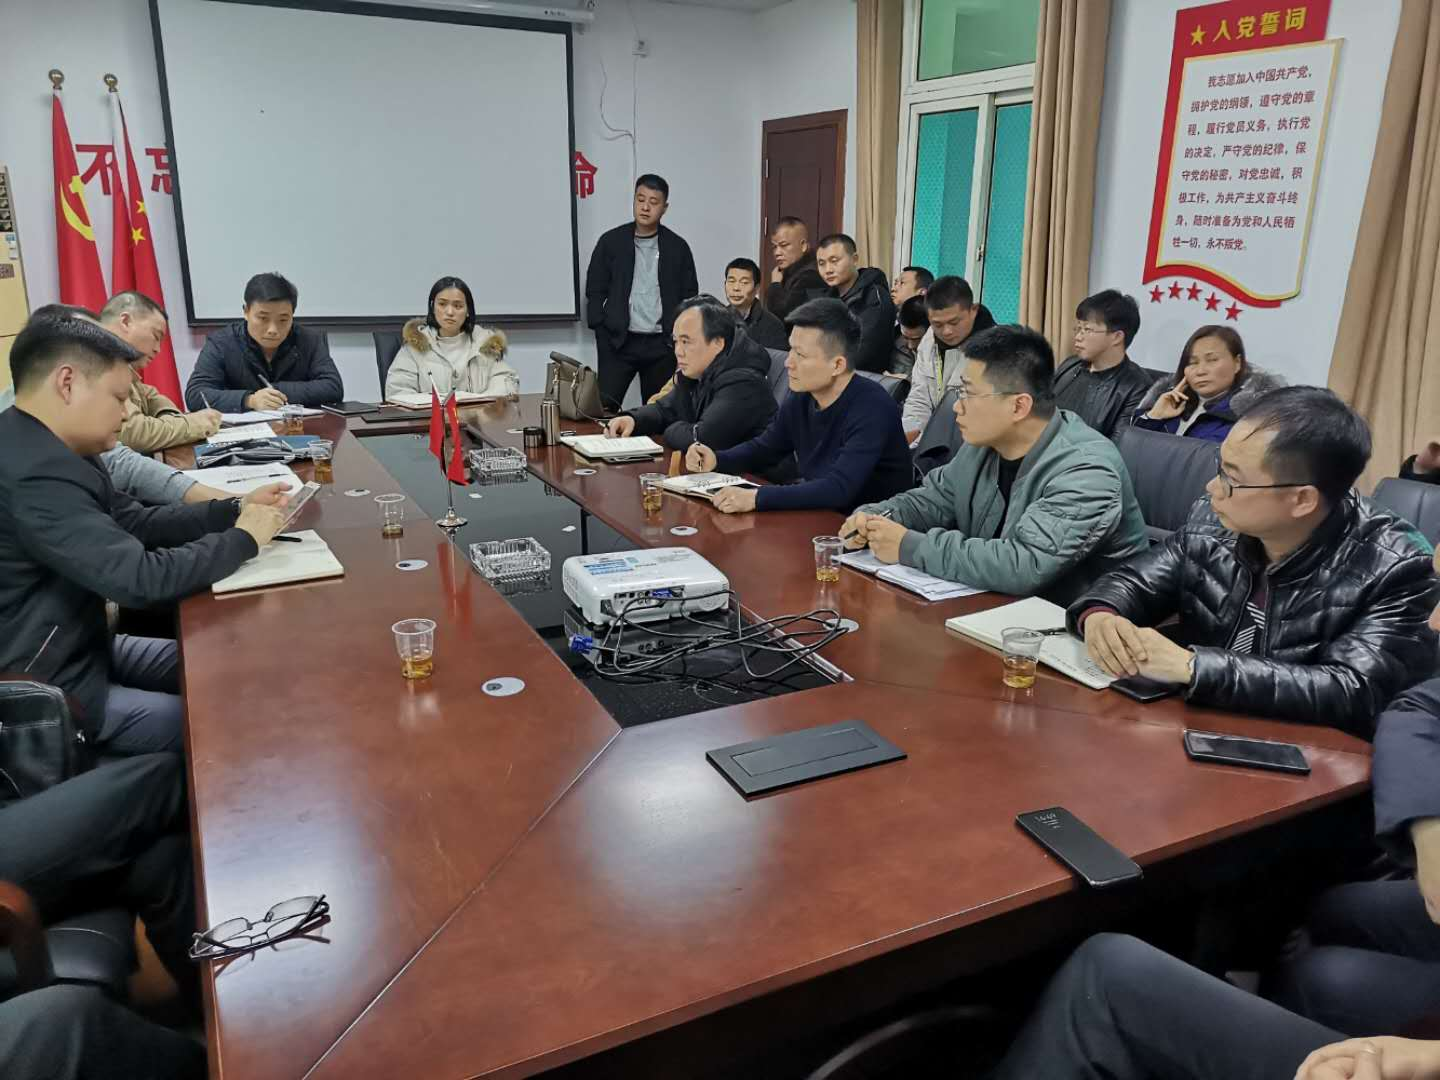 不忘
命
入党誓词
我志愿加入中国共产党，
拥护党的纲领，遵守党的章
程，履行党员义务，执行党
的决定，严守党的纪律，保
守党的秘密，对党忠诚，积
极工作，为共产主义奋斗终
身，随时准备为党和人民牺
牲一切，永不叛党。